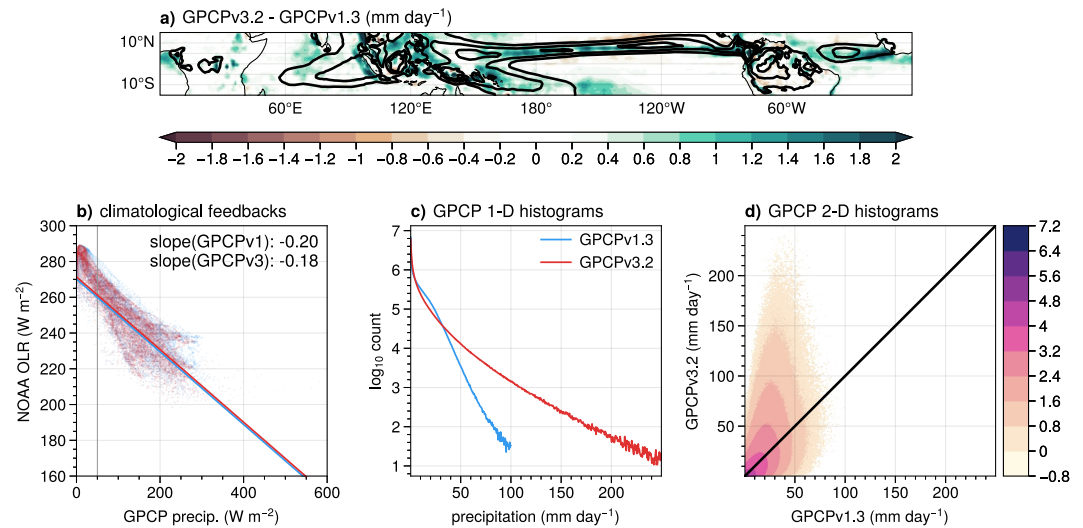 a) GPCPv3.2 - GPCPv1.3 (mm day⁻¹)
10°N
10°S
60°E 120°E 180° 120°W 60°W
−2 −1.8 −1.6 −1.4 −1.2 −1 −0.8 −0.6 −0.4 −0.2 0 0.2 0.4 0.6 0.8 1 1.2 1.4 1.6 1.8 2
b) climatological feedbacks
slope(GPCPv1): -0.20
slope(GPCPv3): -0.18
300
280
260
240
220
200
180
160
NOAA OLR (W m⁻²)
0 200 400 600
GPCP precip. (W m⁻²)
c) GPCP 1-D histograms
GPCPv1.3
GPCPv3.2
7
6
5
4
3
2
1
log₁₀ count
50 100 150 200
precipitation (mm day⁻¹)
d) GPCP 2-D histograms
200
150
100
50
GPCPv3.2 (mm day⁻¹)
50 100 150 200
GPCPv1.3 (mm day⁻¹)
7.2
6.4
5.6
4.8
4
3.2
2.4
1.6
0.8
0
−0.8